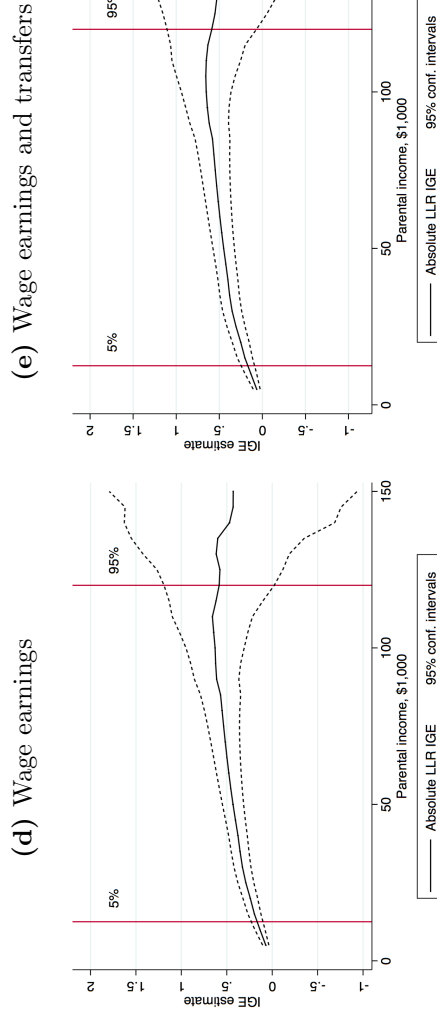 (d) Wage earnings
2
1.5
1
.5
0
-.5
-1
IGE estimate
5%
95%
0
50
100
150
Parental income, $1,000
Absolute LLR IGE
95% conf. intervals
(e) Wage earnings and transfers
2
1.5
1
.5
0
-.5
-1
IGE estimate
5%
95%
0
50
100
Parental income, $1,000
Absolute LLR IGE
95% conf. intervals